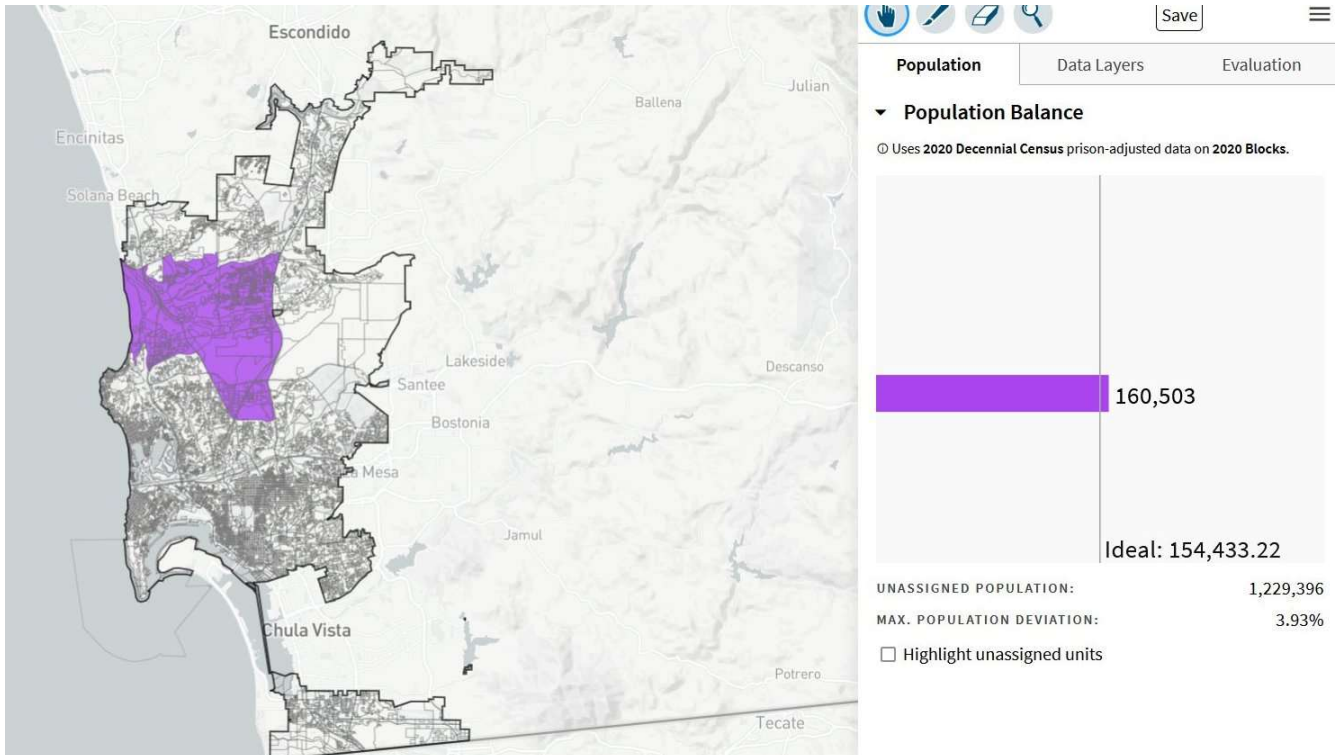 Escondido
Julian
Ballena
Encinitas
Solana Beach
Lakeside
Descanso
Santee
Bostonia
Mesa
Jamul
Chula Vista
Potrero
Tecate
Save
Population
Data Layers
Evaluation
Population Balance
Uses 2020 Decennial Census prison-adjusted data on 2020 Blocks.
160,503
Ideal: 154,433.22
UNASSIGNED POPULATION: 1,229,396
MAX. POPULATION DEVIATION: 3.93%
Highlight unassigned units